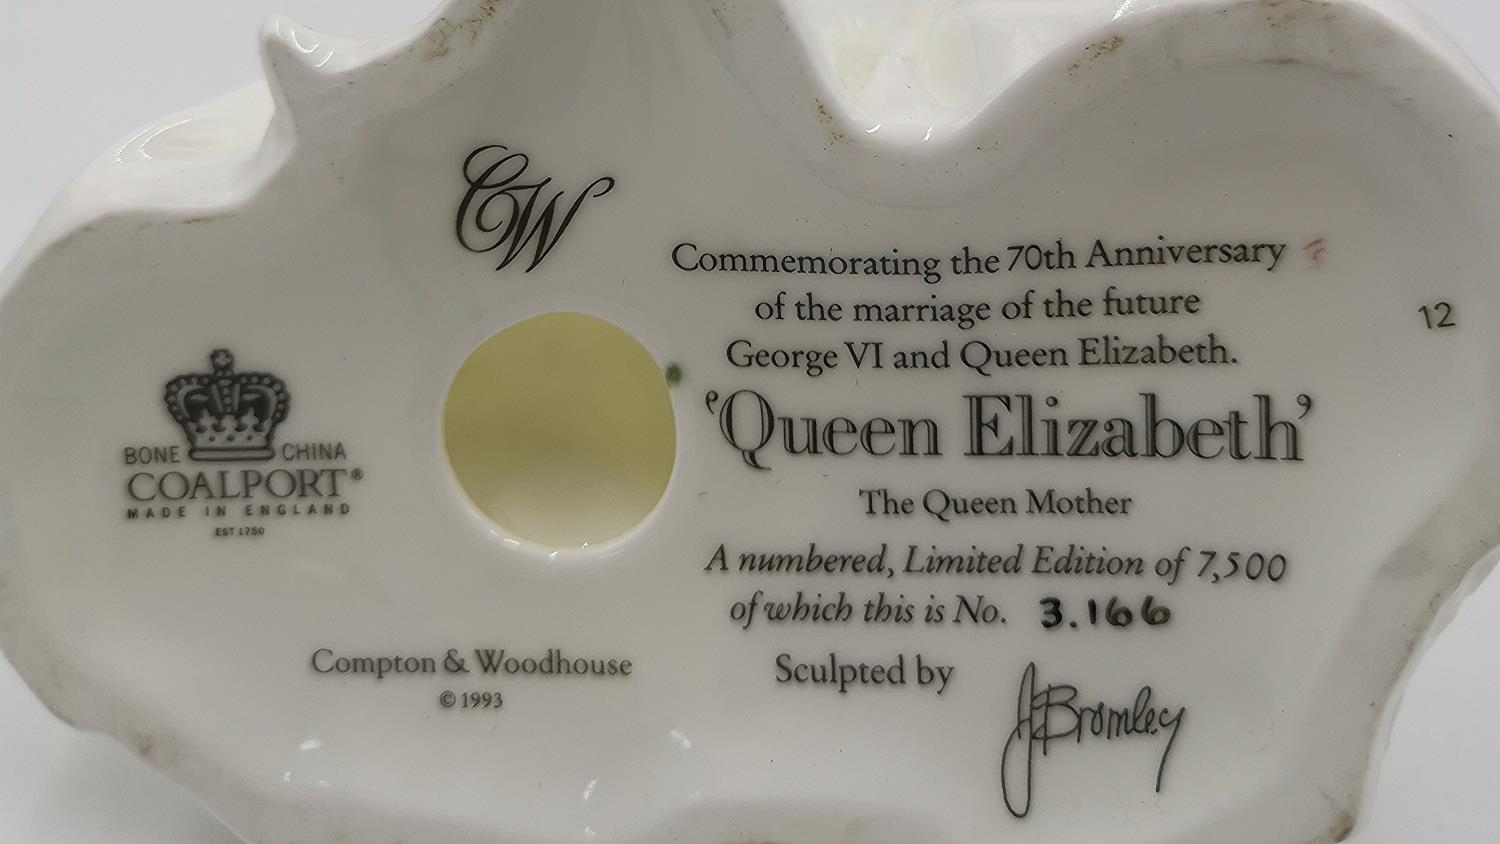 CW
Commemorating the 70th Anniversary
of the marriage of the future
George VI and Queen Elizabeth.
'Queen Elizabeth'
The Queen Mother
A numbered, Limited Edition of 7,500
of which this is No. 3.166
Sculpted by
J Bromley
12
BONE CHINA
COALPORT®
MADE IN ENGLAND
EST 1750
Compton & Woodhouse
© 1993